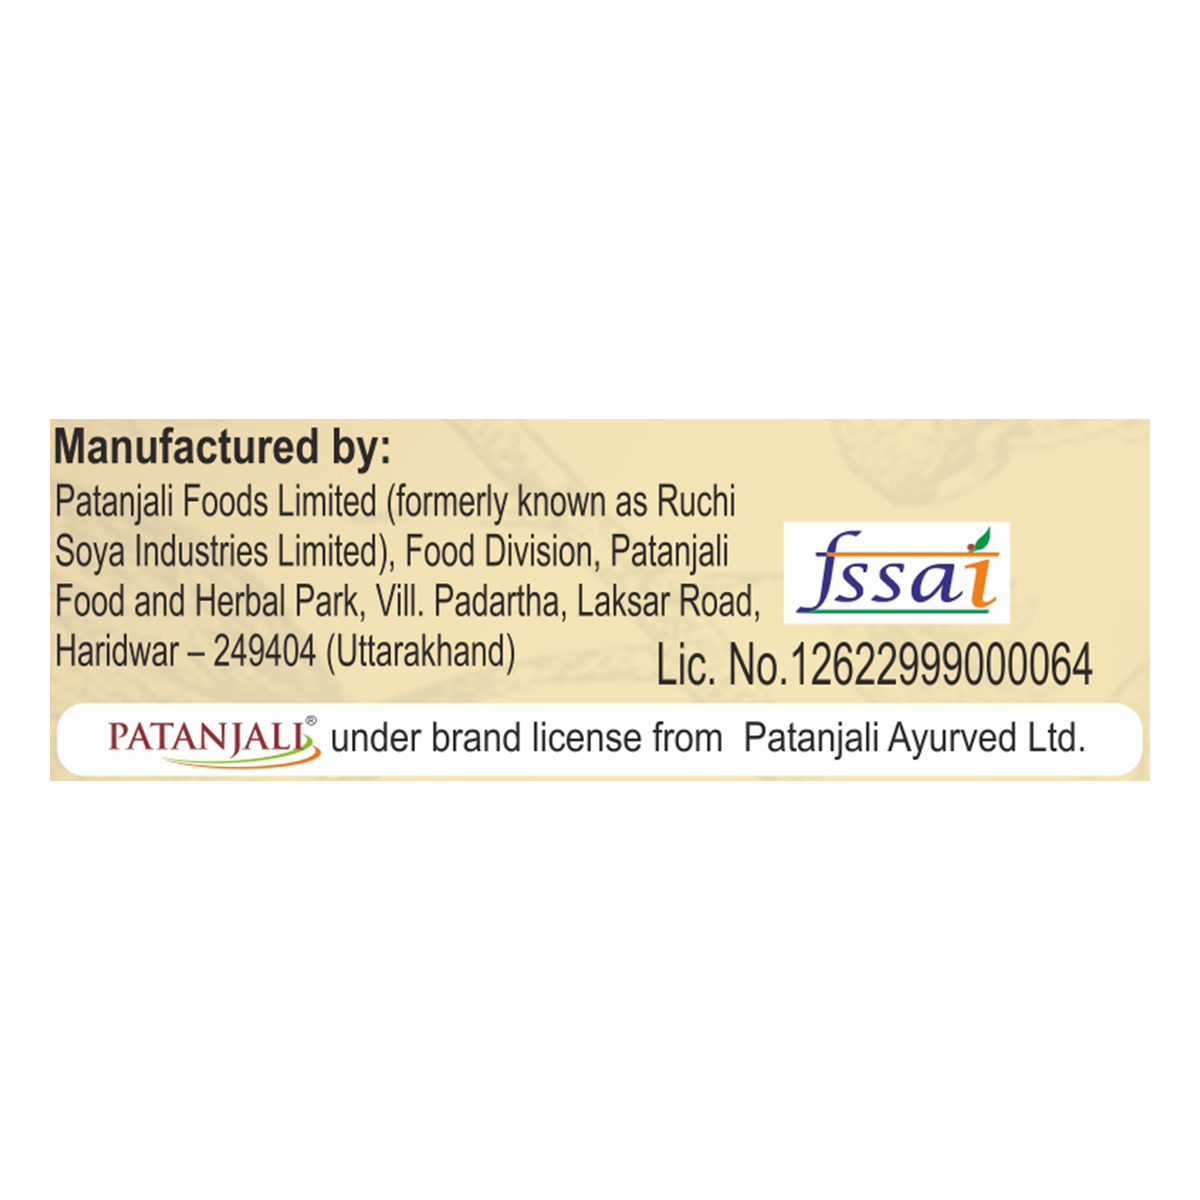 Manufactured by:
Patanjali Foods Limited (formerly known as Ruchi
Soya Industries Limited), Food Division, Patanjali
Food and Herbal Park, Vill. Padartha, Laksar Road,
Haridwar – 249404 (Uttarakhand)
fssai
Lic. No.12622999000064
PATANJALI® under brand license from Patanjali Ayurved Ltd.